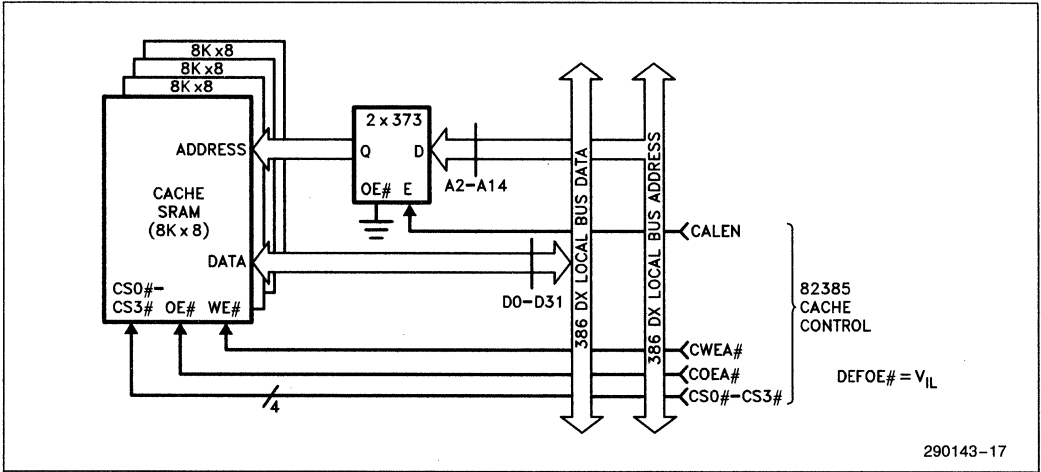 8K x 8
8K x 8
8K x 8
ADDRESS
CACHE
SRAM
(8K x 8)
DATA
CS0#-
CS3# OE# WE#
2 x 373
Q D
OE# E
A2-A14
D0-D31
4
386 DX LOCAL BUS DATA
386 DX LOCAL BUS ADDRESS
CALEN
CWEA#
COEA#
CS0#-CS3#
82385
CACHE
CONTROL
DEFOE# = VIL
290143-17